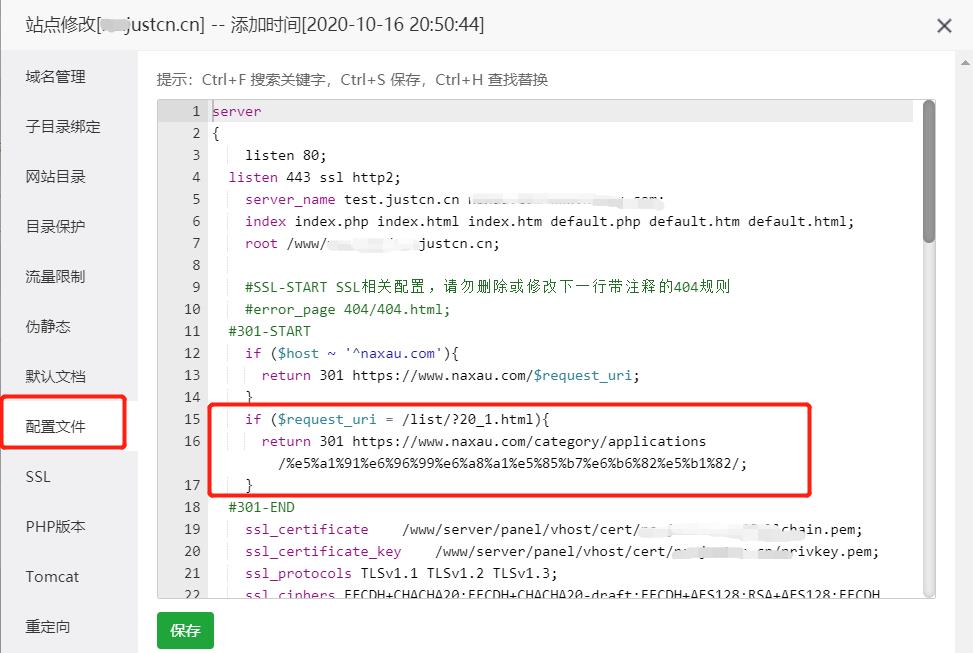 站点修改[justcn.cn] -- 添加时间[2020-10-16 20:50:44]
域名管理
子目录绑定
网站目录
目录保护
流量限制
伪静态
默认文档
配置文件
SSL
PHP版本
Tomcat
重定向
提示：Ctrl+F 搜索关键字，Ctrl+S 保存，Ctrl+H 查找替换
1 server
2 {
3 listen 80;
4 listen 443 ssl http2;
5 server_name test.justcn.cn
6 index index.php index.html index.htm default.php default.htm default.html;
7 root /www/ justcn.cn;
8
9 #SSL-START SSL相关配置，请勿删除或修改下一行带注释的404规则
10 #error_page 404/404.html;
11 #301-START
12 if ($host ~ '^naxau.com'){
13 return 301 https://www.naxau.com/$request_uri;
14 }
15 if ($request_uri = /list/?20_1.html){
16 return 301 https://www.naxau.com/category/applications
/%e5%a1%91%e6%96%99%e6%a8%a1%e5%85%b7%e6%b6%82%e5%b1%82/;
17 }
18 #301-END
19 ssl_certificate /www/server/panel/vhost/cert/ chain.pem;
20 ssl_certificate_key /www/server/panel/vhost/cert/ privkey.pem;
21 ssl_protocols TLSv1.1 TLSv1.2 TLSv1.3;
22 ssl_ciphers EECDH+CHACHA20:EECDH+CHACHA20-draft:EECDH+AES128:RSA+AES128:EECDH
保存